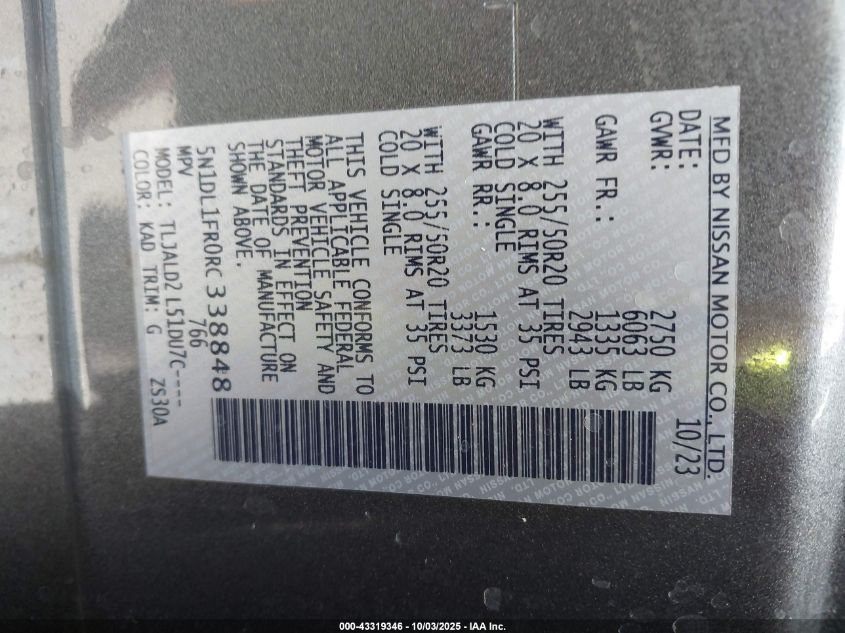 MFD BY NISSAN MOTOR CO., LTD.
DATE: 10/23
GVWR: 2750 KG
6063 LB
GAWR FR.: 1335 KG
2943 LB
WITH 255/50R20 TIRES
20 X 8.0 RIMS AT 35 PSI
COLD SINGLE
GAWR RR.: 1530 KG
3373 LB
WITH 255/50R20 TIRES
20 X 8.0 RIMS AT 35 PSI
COLD SINGLE
THIS VEHICLE CONFORMS TO
ALL APPLICABLE FEDERAL
MOTOR VEHICLE SAFETY AND
THEFT PREVENTION
STANDARDS IN EFFECT ON
THE DATE OF MANUFACTURE
SHOWN ABOVE.
5N1DL1FR0RC338848
MPV 766
MODEL: TLJALD2 L51DU7C----
COLOR: KAD TRIM: G ZS30A
000-43319346 - 10/03/2025 - IAA Inc.